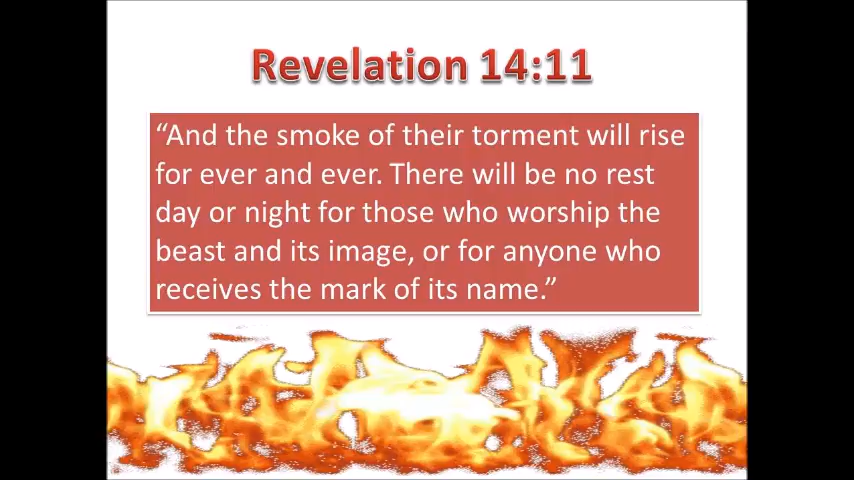 Revelation 14:11
“And the smoke of their torment will rise
for ever and ever. There will be no rest
day or night for those who worship the
beast and its image, or for anyone who
receives the mark of its name.”